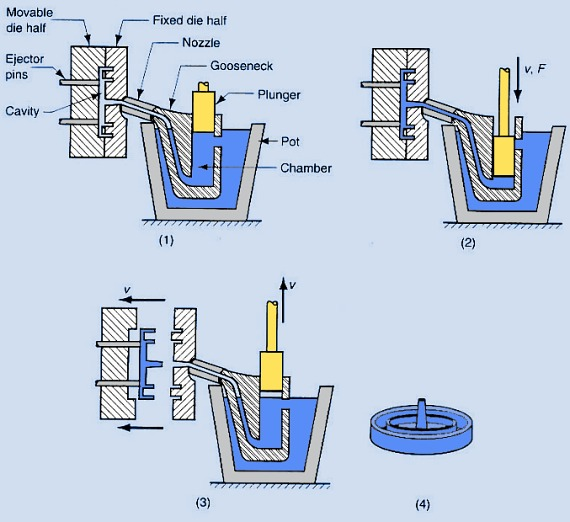 Movable
die half
Fixed die half
Nozzle
Ejector
pins
Gooseneck
Plunger
Cavity
Pot
Chamber
(1)
v, F
(2)
v
v
(3)
(4)